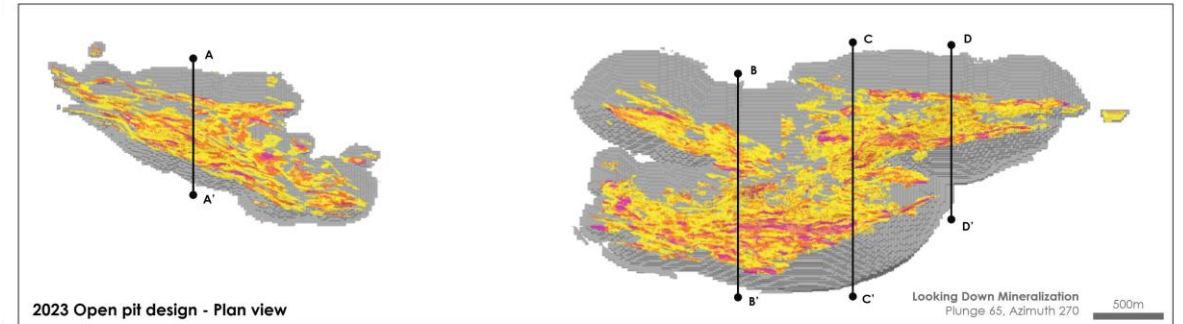 A
A'
B
B'
C
C'
D
D'
2023 Open pit design - Plan view
Looking Down Mineralization
Plunge 65, Azimuth 270
500m